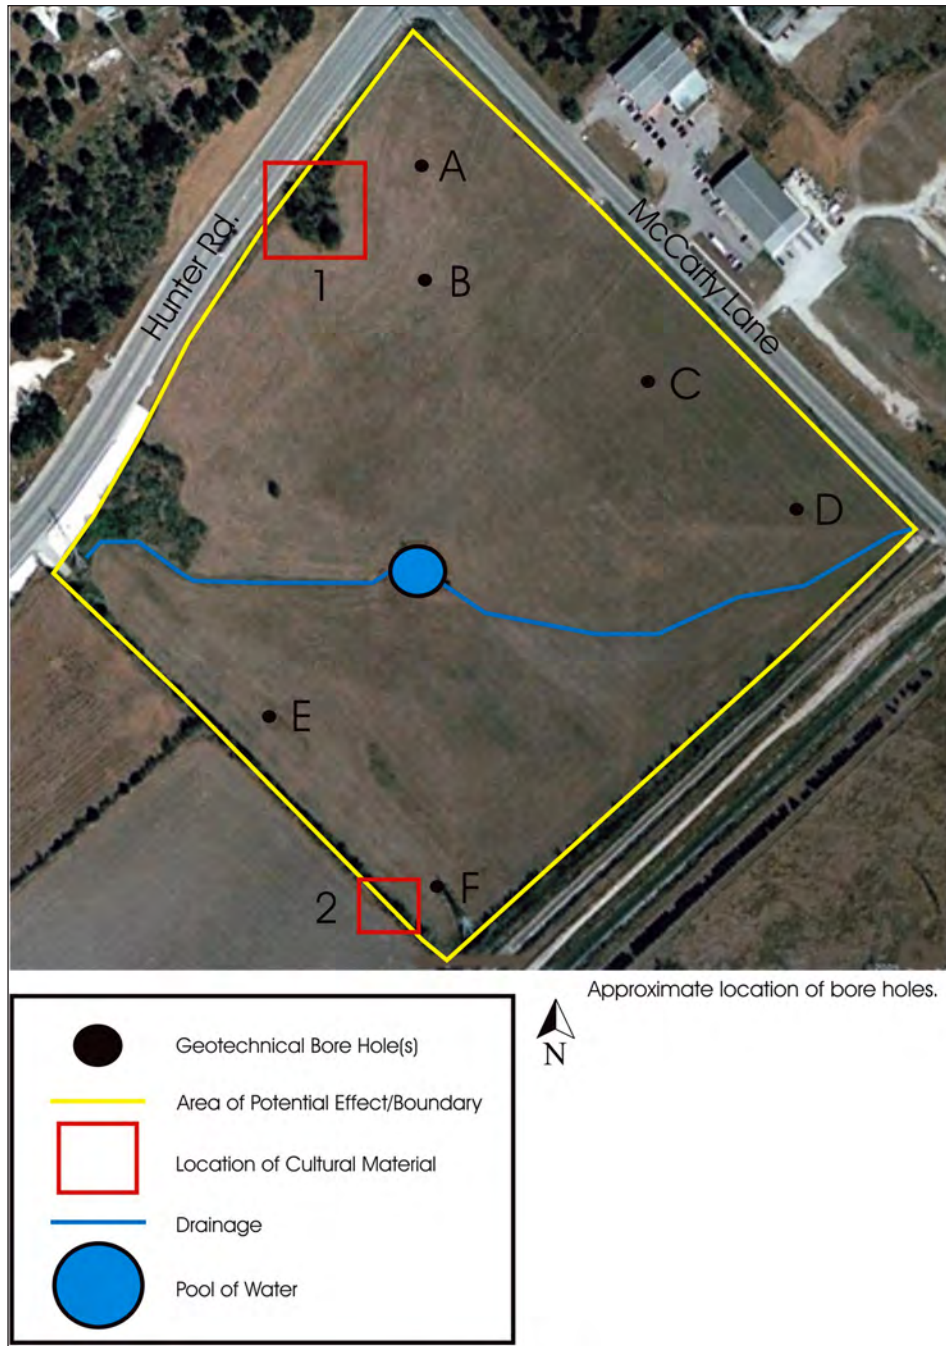 A
Hunter Rd.
McCarty Lane
1
B
C
D
E
2
F
Approximate location of bore holes.
N
Geotechnical Bore Hole(s)
Area of Potential Effect/Boundary
Location of Cultural Material
Drainage
Pool of Water